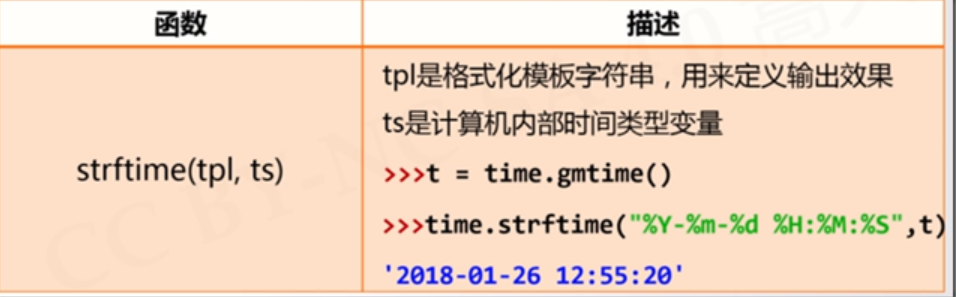 函数
描述
strftime(tpl, ts)
tpl是格式化模板字符串，用来定义输出效果
ts是计算机内部时间类型变量
>>>t = time.gmtime()
>>>time.strftime("%Y-%m-%d %H:%M:%S",t)
'2018-01-26 12:55:20'